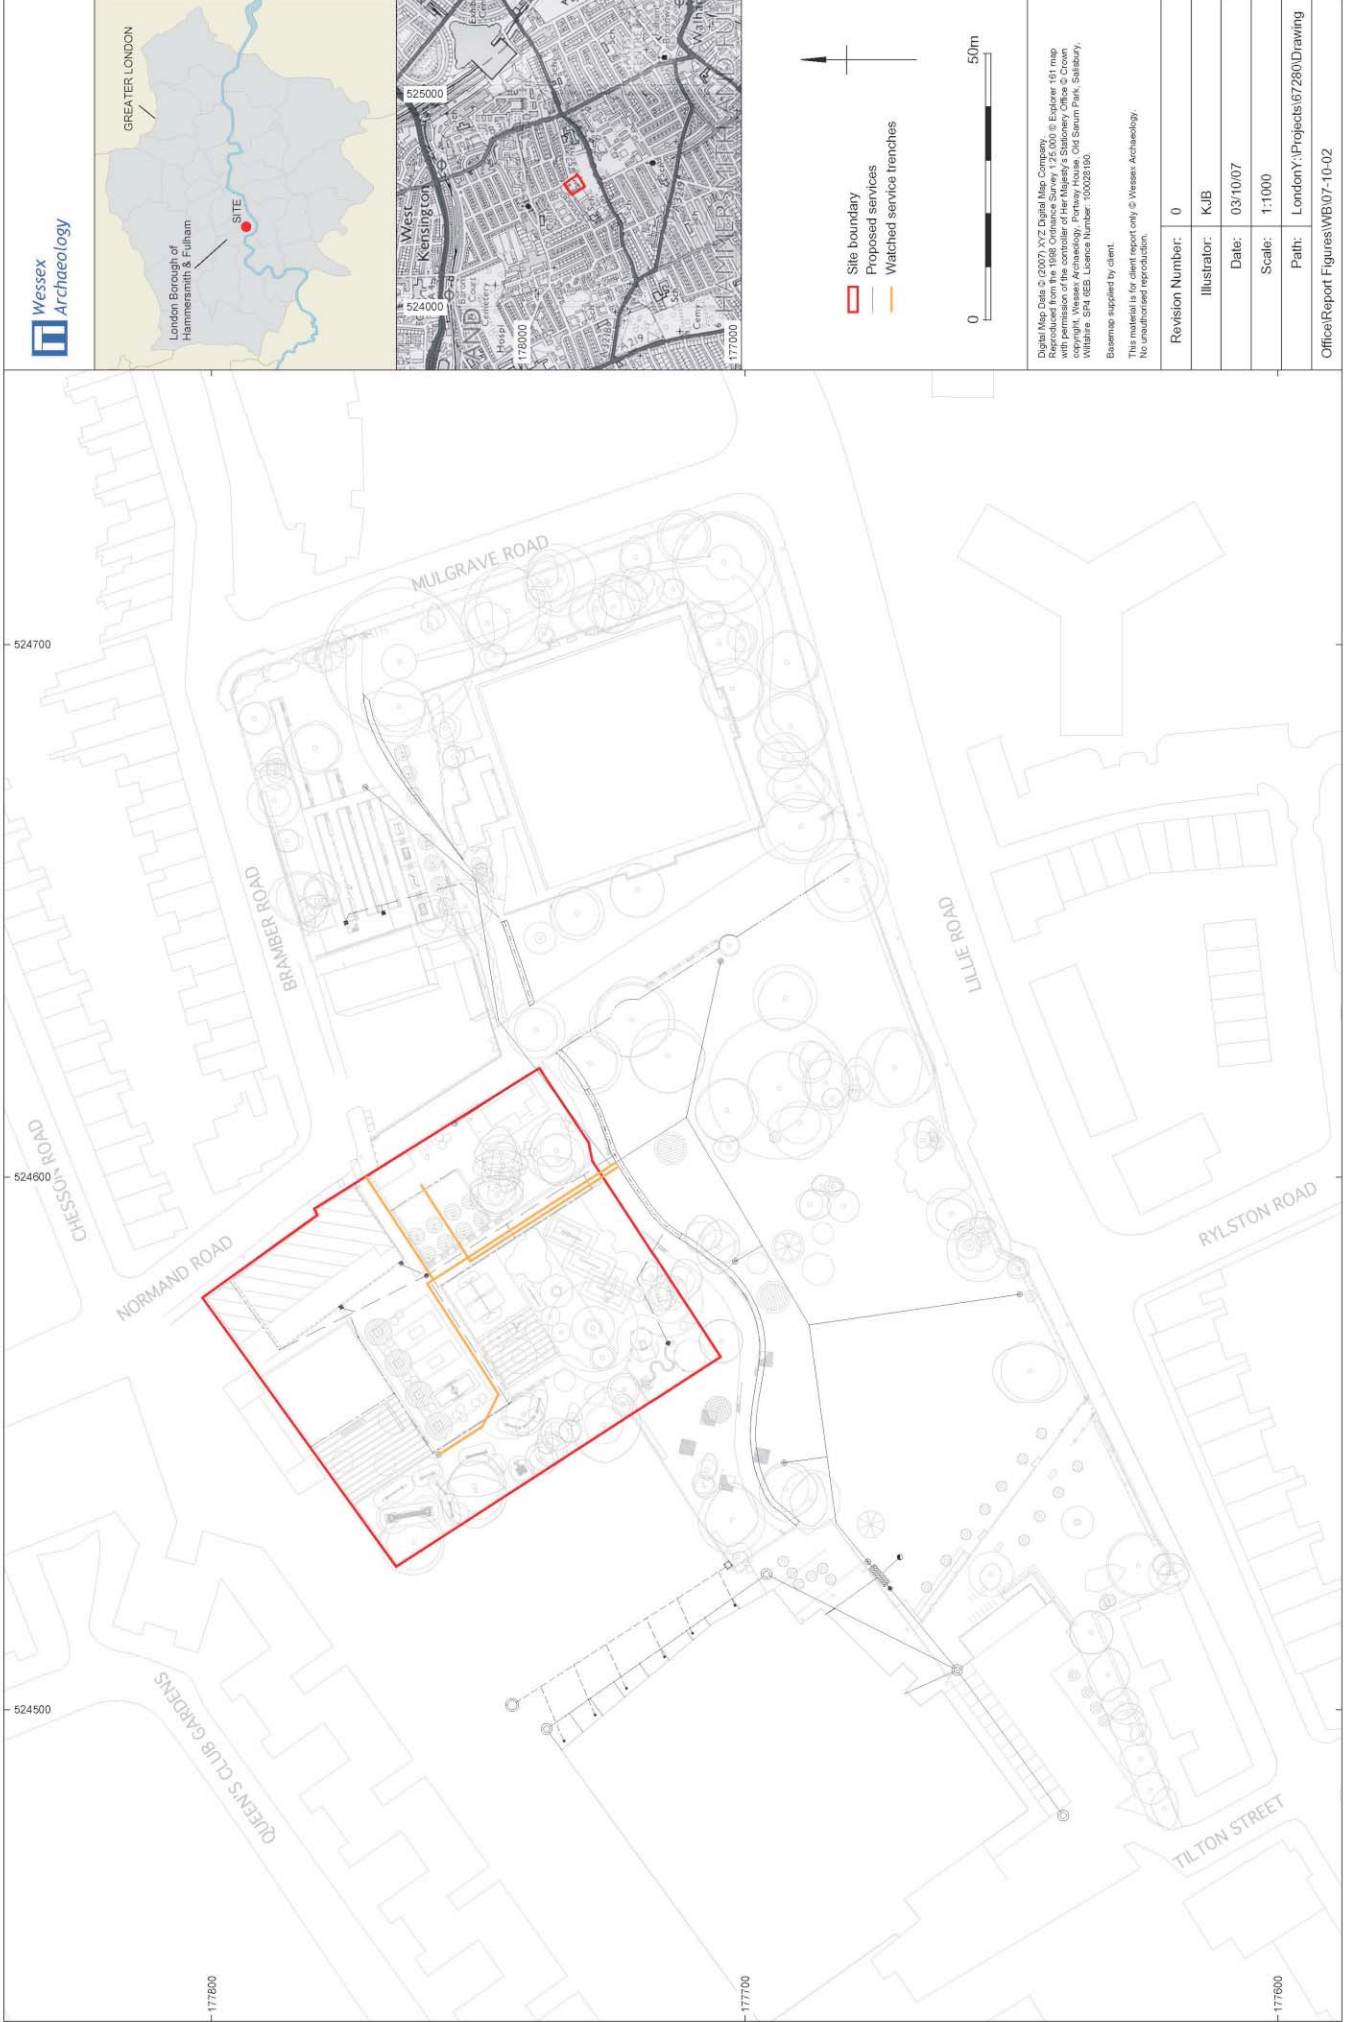 Wessex
Archaeology
GREATER LONDON
London Borough of
Hammersmith & Fulham
SITE
West
Kensington
525000
524000
178000
177000
Cemetery
Hospl
A219
HAMMERSMITH AND FUL
Site boundary
Proposed services
Watched service trenches
0
50m
Digital Map Data © (2007) XYZ Digital Map Company.
Reproduced from the 1998 Ordnance Survey 1:25,000 © Explorer 161 map
with permission of the controller of Her Majesty's Stationery Office © Crown
copyright, Wessex Archaeology, Portway House, Old Sarum Park, Salisbury,
Wiltshire. SP4 6EB. Licence Number: 100028190.
Basemap supplied by client.
This material is for client report only © Wessex Archaeology.
No unauthorised reproduction.
Revision Number: 0
Illustrator: KJB
Date: 03/10/07
Scale: 1:1000
Path: LondonY:\Projects\67280\Drawing
Office\Report Figures\WB\07-10-02
CHESSON ROAD
NORMAND ROAD
BRAMBER ROAD
MULGRAVE ROAD
LILLIE ROAD
RYLSTON ROAD
TILTON STREET
QUEEN'S CLUB GARDENS
524700
524600
524500
177800
177700
177600